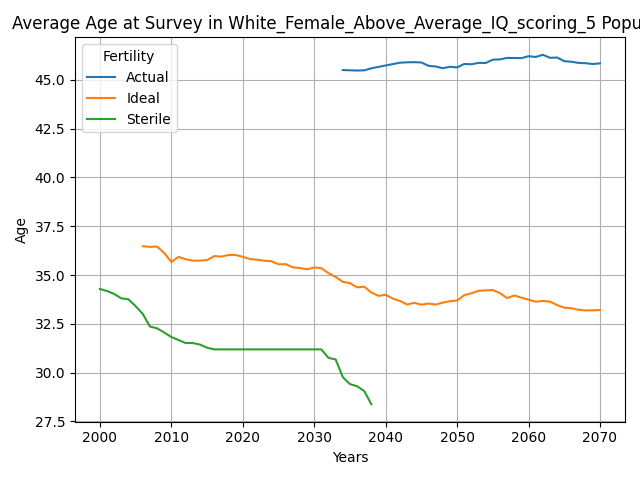 Average Age at Survey in White_Female_Above_Average_IQ_scoring_5 Popu
Fertility
Actual
Ideal
Sterile
45.0
42.5
40.0
37.5
35.0
32.5
30.0
27.5
Age
2000 2010 2020 2030 2040 2050 2060 2070
Years